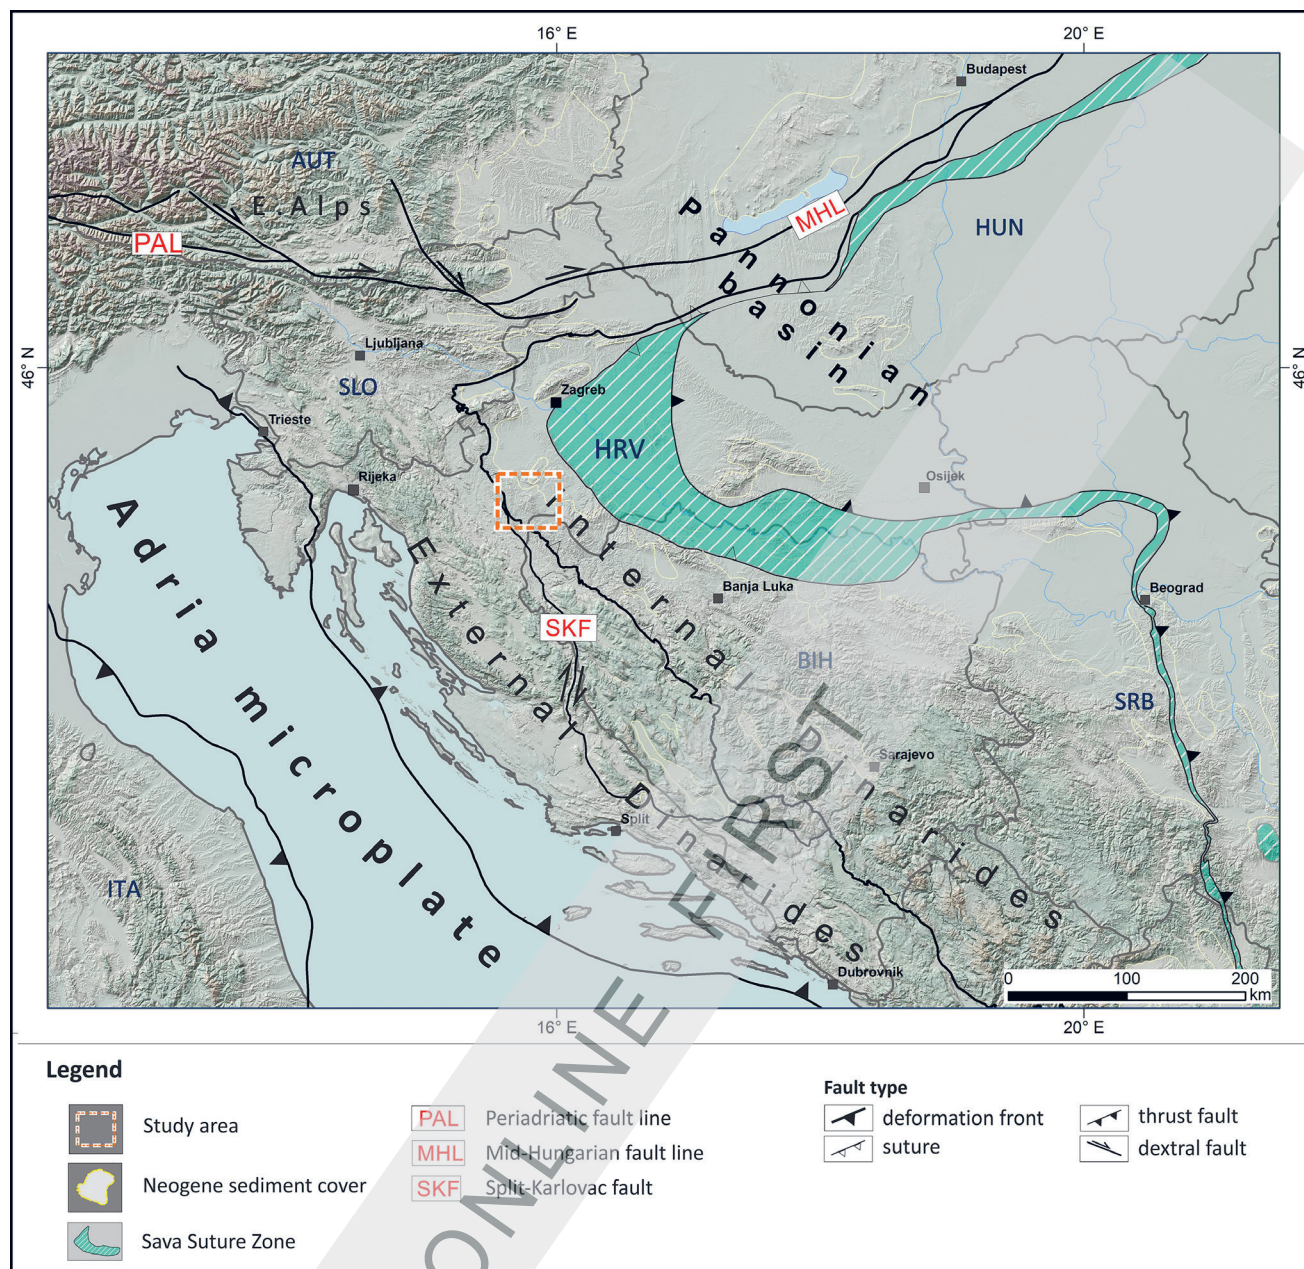 16° E
20° E
Budapest
AUT
E. Alps
PAL
MHL
HUN
Pannonian
basin
46° N
46° N
Ljubljana
SLO
Zagreb
Trieste
HRV
Rijeka
Osijek
Internal
External
Banja Luka
Beograd
SKF
BIH
SRB
Adria microplate
Sarajevo
Split
Dinarides
Dinarides
ITA
Dubrovnik
0 100 200
km
16° E
20° E
ONLINE FIRST
Legend
Study area
Neogene sediment cover
Sava Suture Zone
PAL Periadriatic fault line
MHL Mid-Hungarian fault line
SKF Split-Karlovac fault
Fault type
deformation front
thrust fault
suture
dextral fault